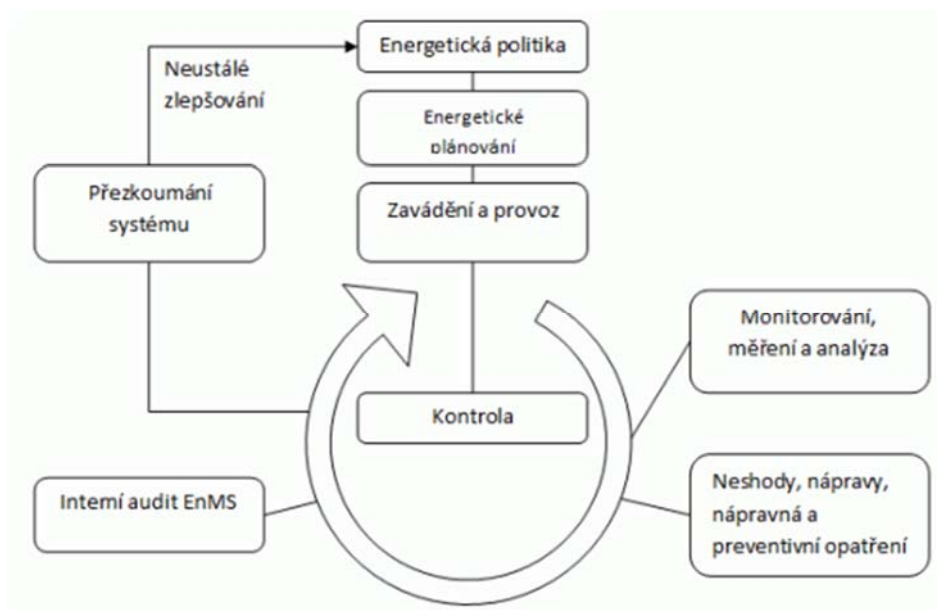 Energetická politika
Neustálé
zlepšování
Energetické
plánování
Přezkoumání
systému
Zavádění a provoz
Monitorování,
měření a analýza
Kontrola
Interní audit EnMS
Neshody, nápravy,
nápravná a
preventivní opatření